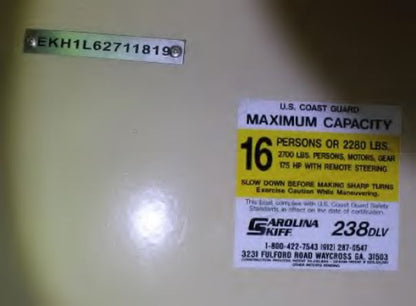 EKH1L62711819
U.S. COAST GUARD
MAXIMUM CAPACITY
16 PERSONS OR 2280 LBS.
2700 LBS. PERSONS, MOTORS, GEAR
175 HP WITH REMOTE STEERING
SLOW DOWN BEFORE MAKING SHARP TURNS
Exercise Caution While Maneuvering.
This boat complies with U.S. Coast Guard Safety
Standards in effect on the date of certification.
CAROLINA SKIFF 238DLV
1-800-422-7543 (912) 287-0547
3231 FULFORD ROAD WAYCROSS GA. 31503